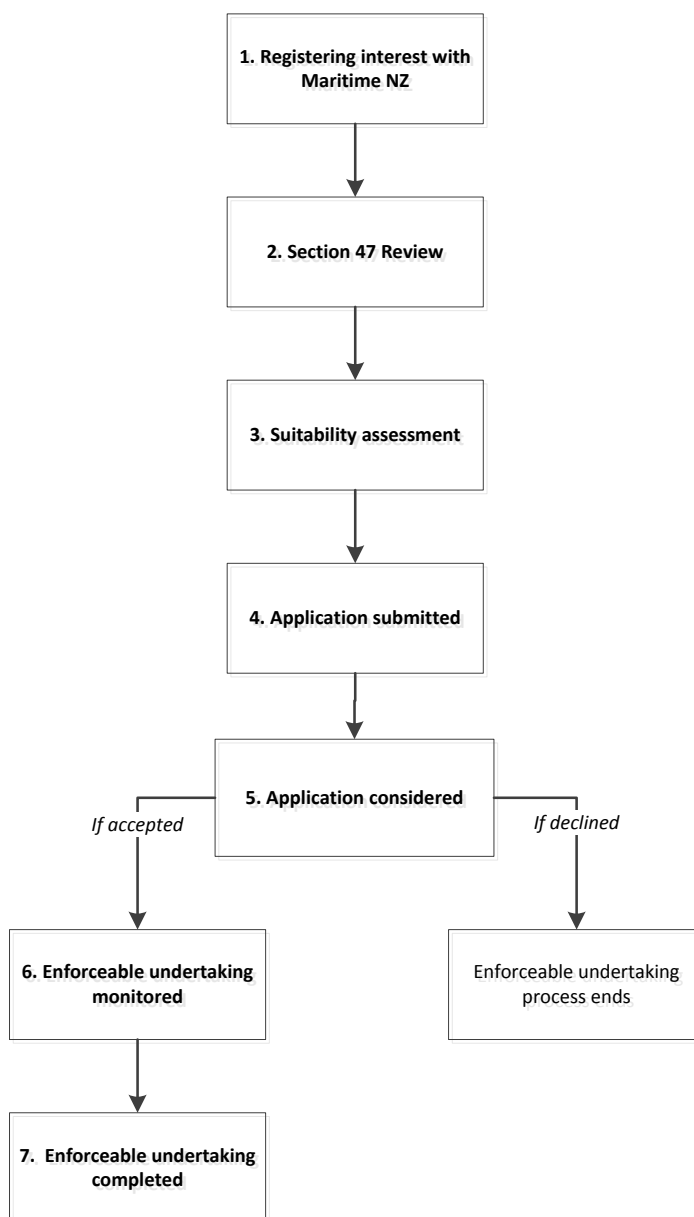 1. Registering interest with
Maritime NZ
2. Section 47 Review
3. Suitability assessment
4. Application submitted
5. Application considered
If accepted
If declined
6. Enforceable undertaking
monitored
Enforceable undertaking
process ends
7.  Enforceable undertaking
completed